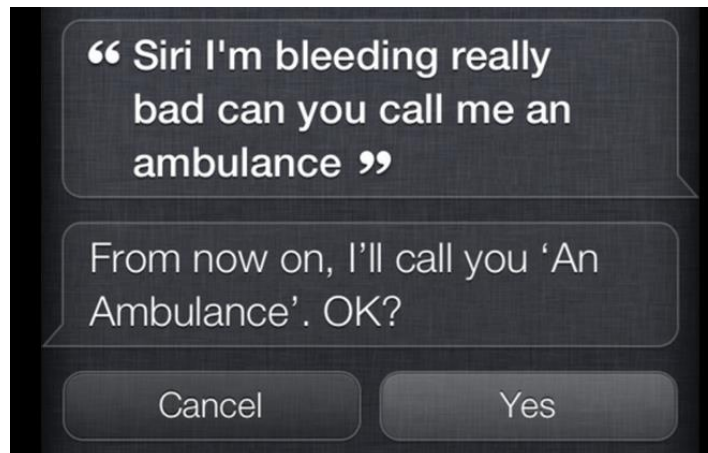 “ Siri I'm bleeding really
bad can you call me an
ambulance ”
From now on, I'll call you ‘An
Ambulance’. OK?
Cancel Yes